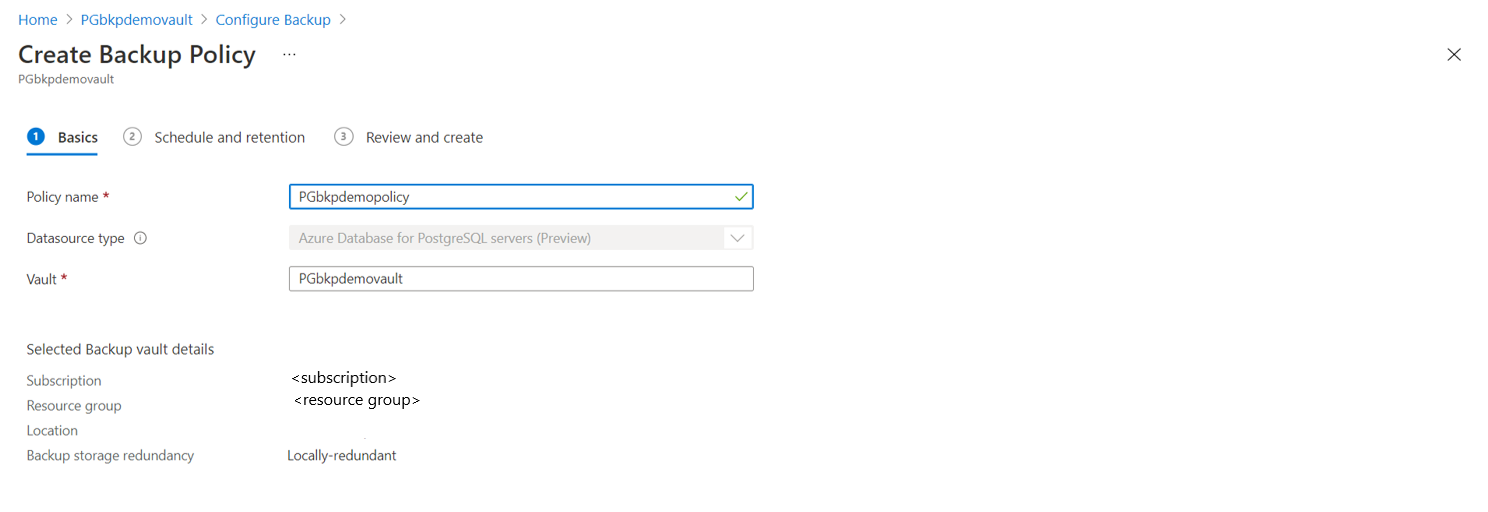 Home > PGbkpdemovault > Configure Backup >
Create Backup Policy ...
PGbkpdemovault
1 Basics 2 Schedule and retention 3 Review and create
Policy name * PGbkpdemopolicy
Datasource type Azure Database for PostgreSQL servers (Preview)
Vault * PGbkpdemovault
Selected Backup vault details
Subscription <subscription>
Resource group <resource group>
Location
Backup storage redundancy Locally-redundant